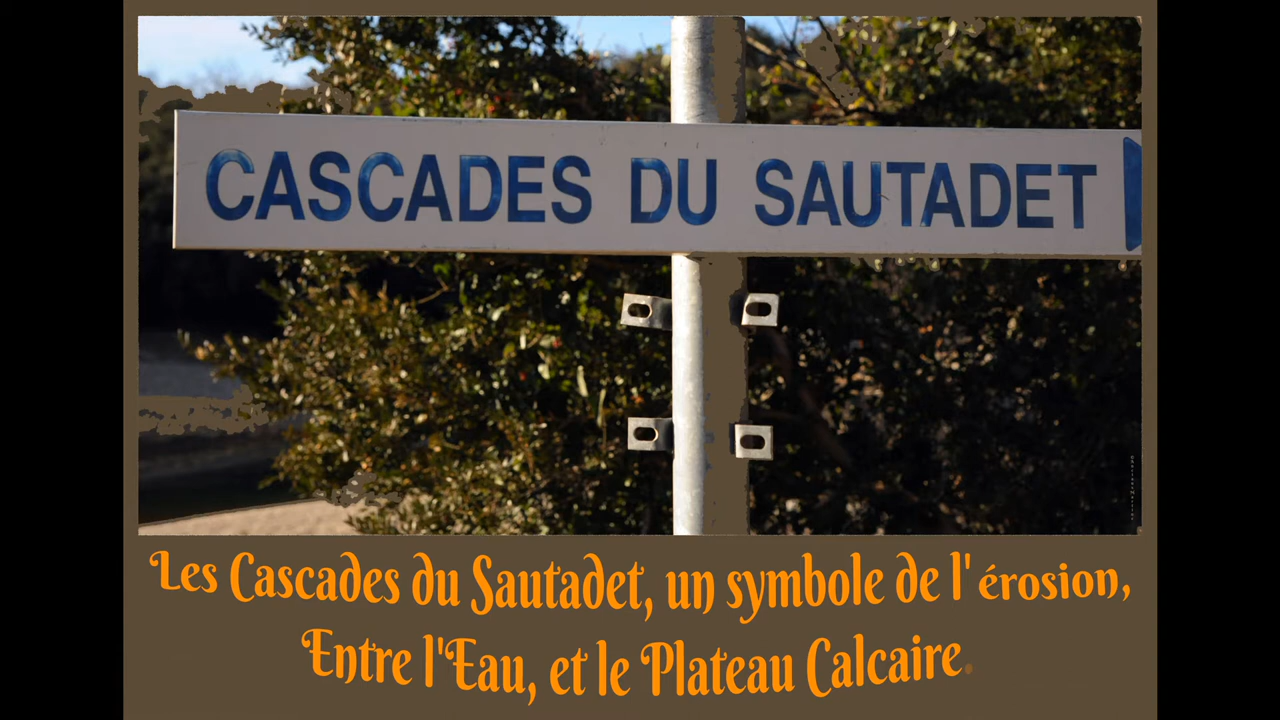 CASCADES DU SAUTADET
Les Cascades du Sautadet, un symbole de l'érosion,
Entre l'Eau, et le Plateau Calcaire.